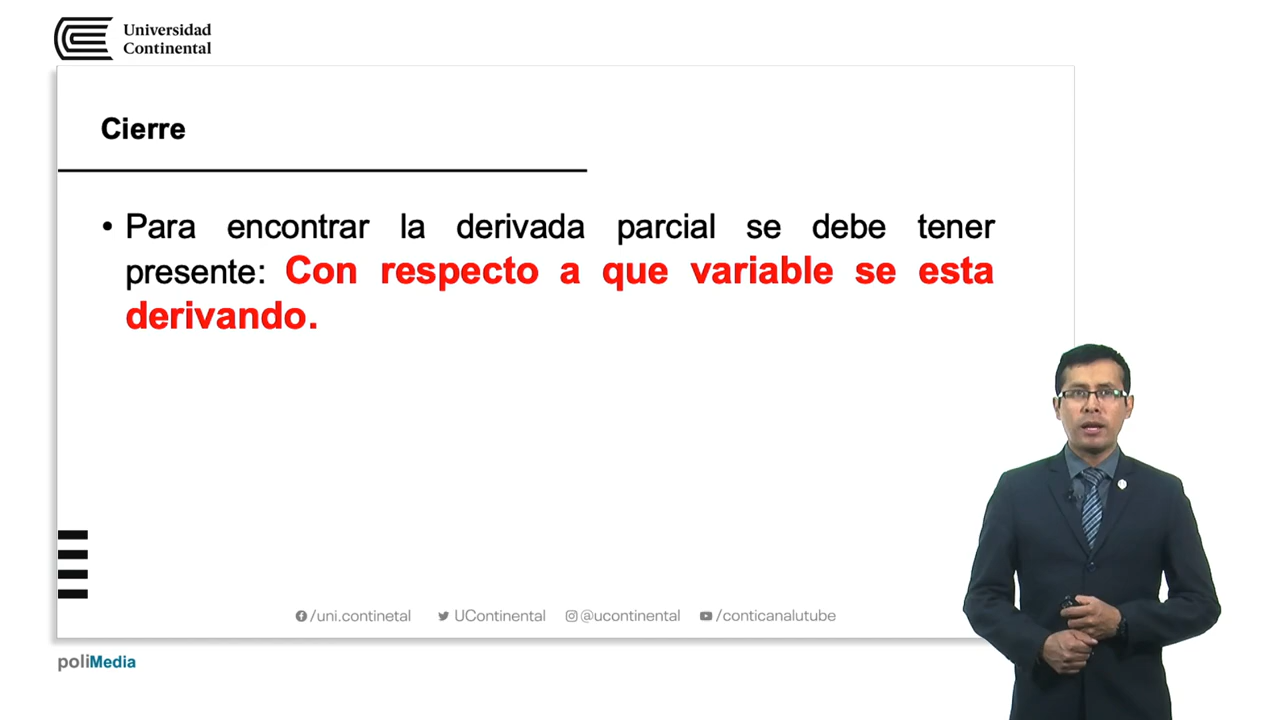 Universidad
Continental
Cierre
• Para encontrar la derivada parcial se debe tener
presente: Con respecto a que variable se esta
derivando.
/uni.continetal UContinental @ucontinental /conticanalutube
poliMedia